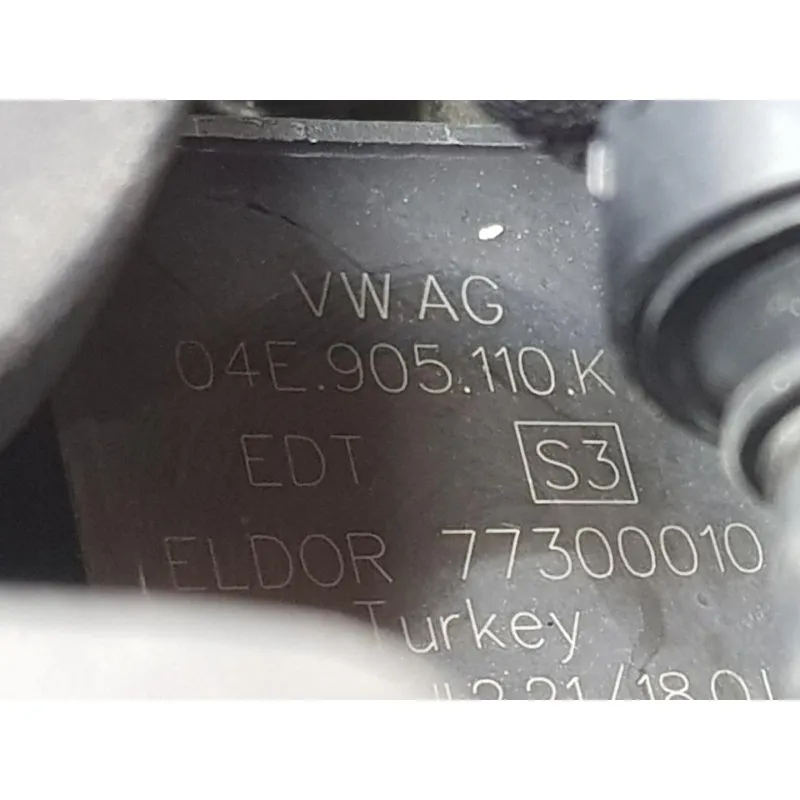 VW AG
04E.905.110.K
EDT S3
ELDOR 77300010
Turkey